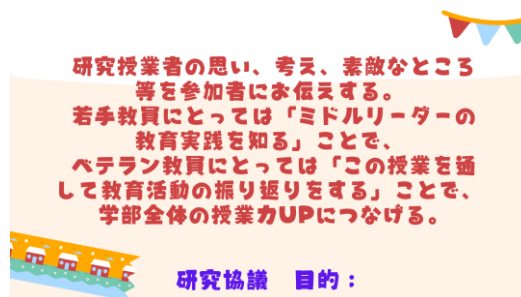 研究授業者の思い、考え、素敵なところ
等を参加者にお伝えする。
若手教員にとっては「ミドルリーダーの
教育実践を知る」ことで、
ベテラン教員にとっては「この授業を通
して教育活動の振り返りをする」ことで、
学部全体の授業力UPにつなげる。
研究協議　目的：